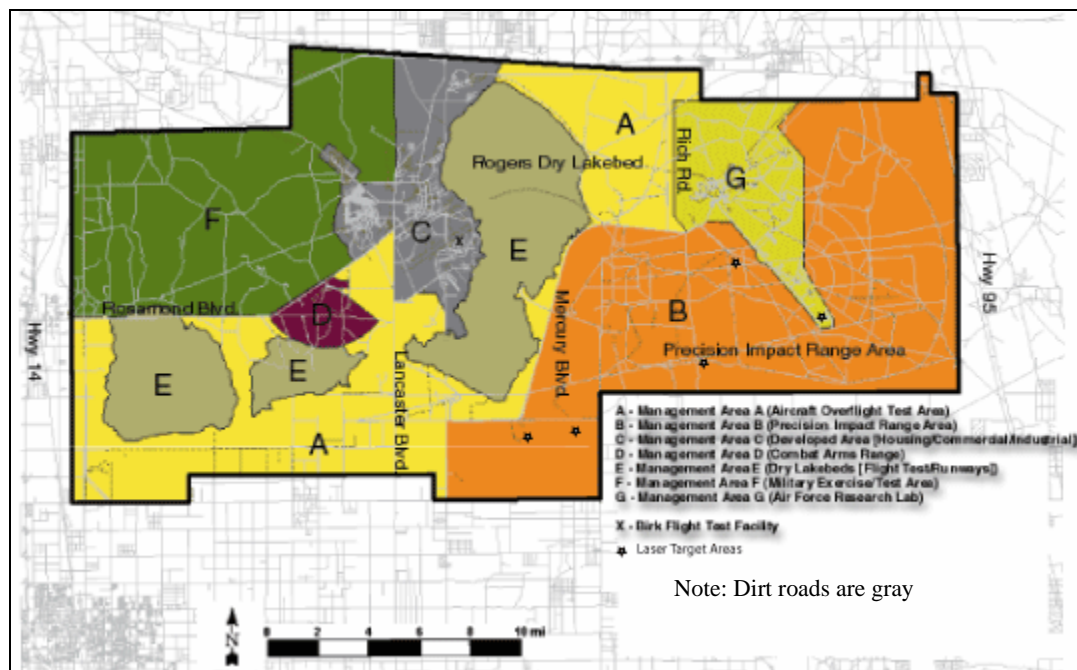 A
Rich Rd.
Rogers Dry Lakebed
G
F
C
x
E
Hwy 95
Rosamond Blvd.
D
B
Mercury Blvd.
Hwy. 14
Precision Impact Range Area
E
E
Lancaster Blvd.
A
A - Management Area A (Aircraft Overflight Test Area)
B - Management Area B (Precision Impact Range Area)
C - Management Area C (Developed Area [Housing/Commercial/Industrial]
D - Management Area D (Combat Arms Range)
E - Management Area E (Dry Lakebeds [Flight Test/Runways])
F - Management Area F (Military Exercise/Test Area)
G - Management Area G (Air Force Research Lab)
X - Birk Flight Test Facility
Laser Target Areas
Note: Dirt roads are gray
N
0 2 4 6 8 10 mi